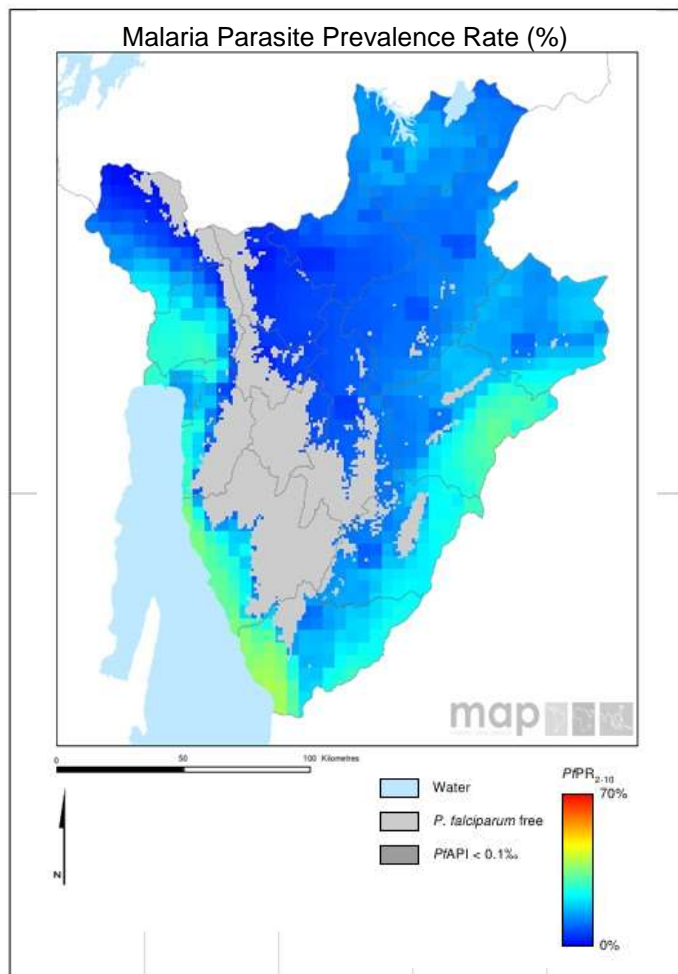 Malaria Parasite Prevalence Rate (%)
map
0 50 100 Kilometres
PfPR2-10
Water
70%
P. falciparum free
PfAPI < 0.1‰
N
0%